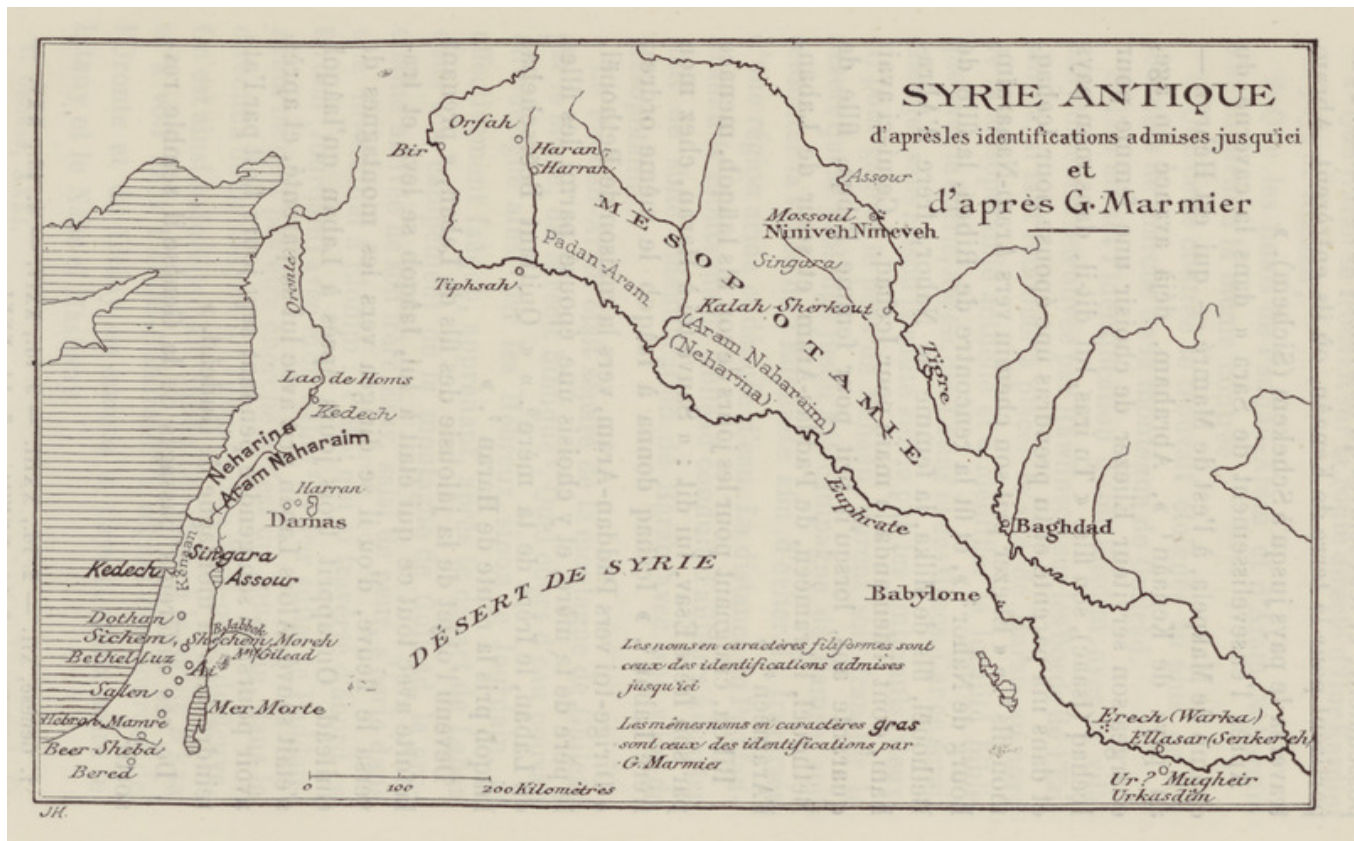 SYRIE ANTIQUE
d'après les identifications admises jusqu'ici
et
d'après G. Marmier
Orfah
Bir
Haran
Harran
Assour
Mossoul
Niniveh Nineveh
Singara
MESOPOTAMIE
Padan-Aram
Tiphsah
Kalah Sherkout
(Aram Naharaim)
(Neharina)
Tigre
Oronte
Lac de Homs
Kedech
Neharina
Aram Naharaim
Harran
Damas
Euphrate
Baghdad
Kenaan
Singara
Kedech
Assour
DÉSERT DE SYRIE
Babylone
Dothan
Jabbok
Sichem, Shechem, Moreh
Bethel-Luz
Aï
Mt Gilead
Salen
Mer Morte
Hebron Mamré
Beer Sheba
Bered
Les noms en caractères filiformes sont
ceux des identifications admises
jusqu'ici
Les mêmes noms en caractères gras
sont ceux des identifications par
G. Marmier
Erech (Warka)
Ellasar (Senkereh)
Ur? Mugheir
Urkasdim
0 100 200 Kilomètres
JH.